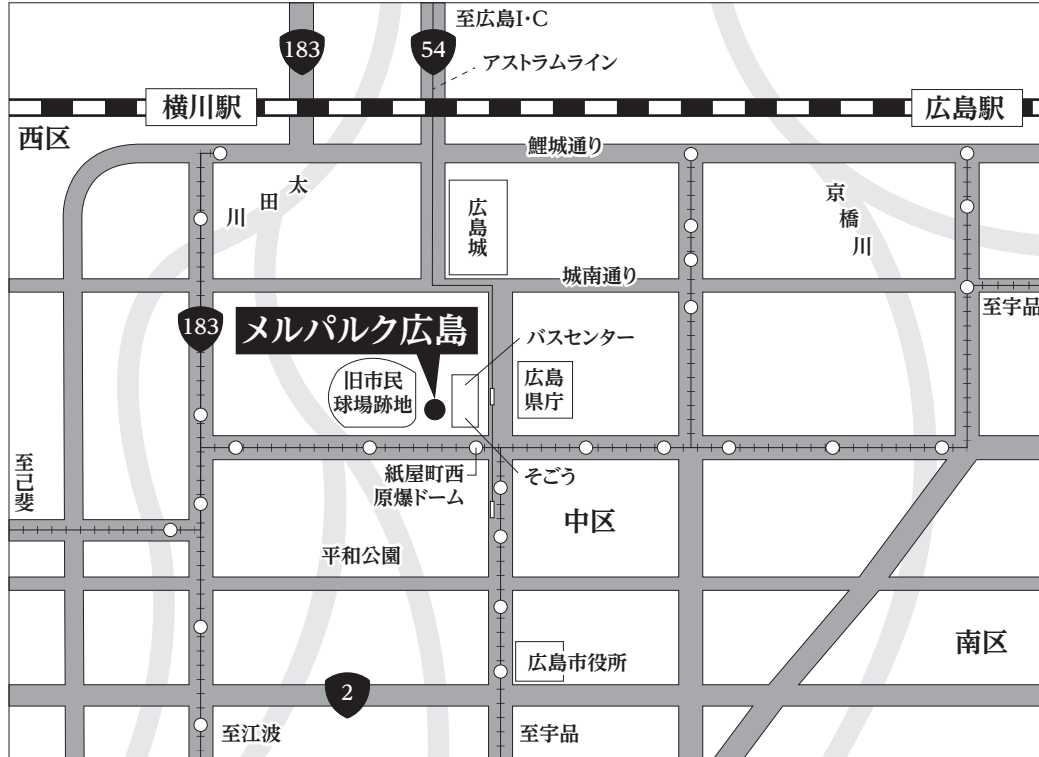 至広島I・C
183
54
アストラムライン
横川駅
広島駅
西区
鯉城通り
太田川
京橋川
広島城
城南通り
至宇品
183
メルパルク広島
バスセンター
旧市民
球場跡地
広島
県庁
至己斐
紙屋町西
原爆ドーム
そごう
中区
平和公園
南区
広島市役所
2
至江波
至宇品